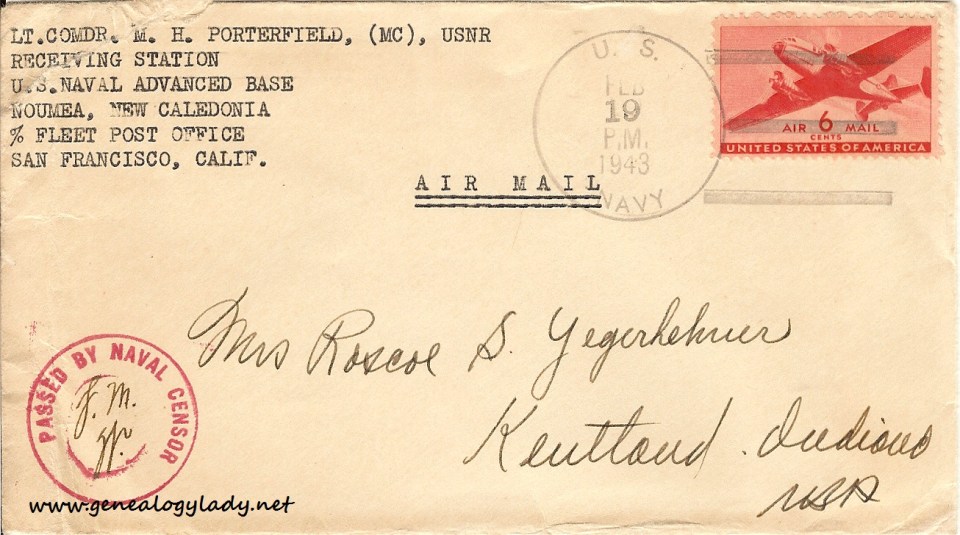 LT.COMDR. M. H. PORTERFIELD, (MC), USNR
RECEIVING STATION
U.S.NAVAL ADVANCED BASE
NOUMEA, NEW CALEDONIA
% FLEET POST OFFICE
SAN FRANCISCO, CALIF.
U. S.
FEB
19
P.M.
1943
NAVY
AIR 6 MAIL
CENTS
UNITED STATES OF AMERICA
AIR MAIL
Mrs Roscoe S. Yegerlehner
Kentland Indiana
USA
PASSED BY NAVAL CENSOR
J. M.
www.genealogylady.net